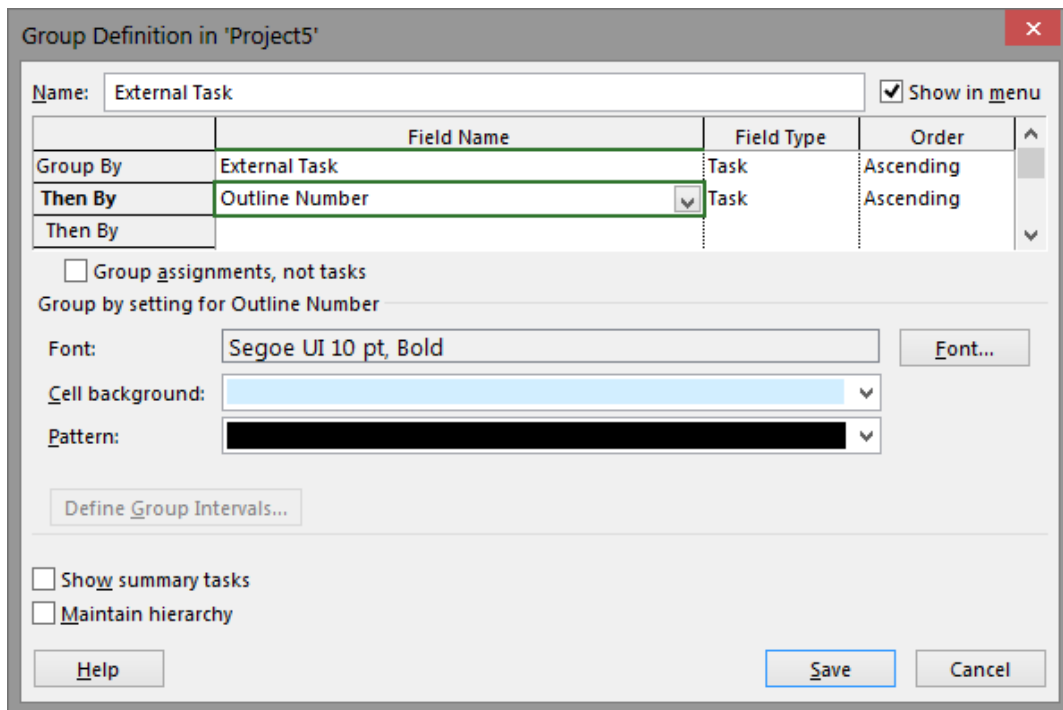 Group Definition in 'Project5'
Name: External Task Show in menu
Field Name Field Type Order
Group By External Task Task Ascending
Then By Outline Number Task Ascending
Then By
Group assignments, not tasks
Group by setting for Outline Number
Font: Segoe UI 10 pt, Bold Font...
Cell background:
Pattern:
Define Group Intervals...
Show summary tasks
Maintain hierarchy
Help Save Cancel